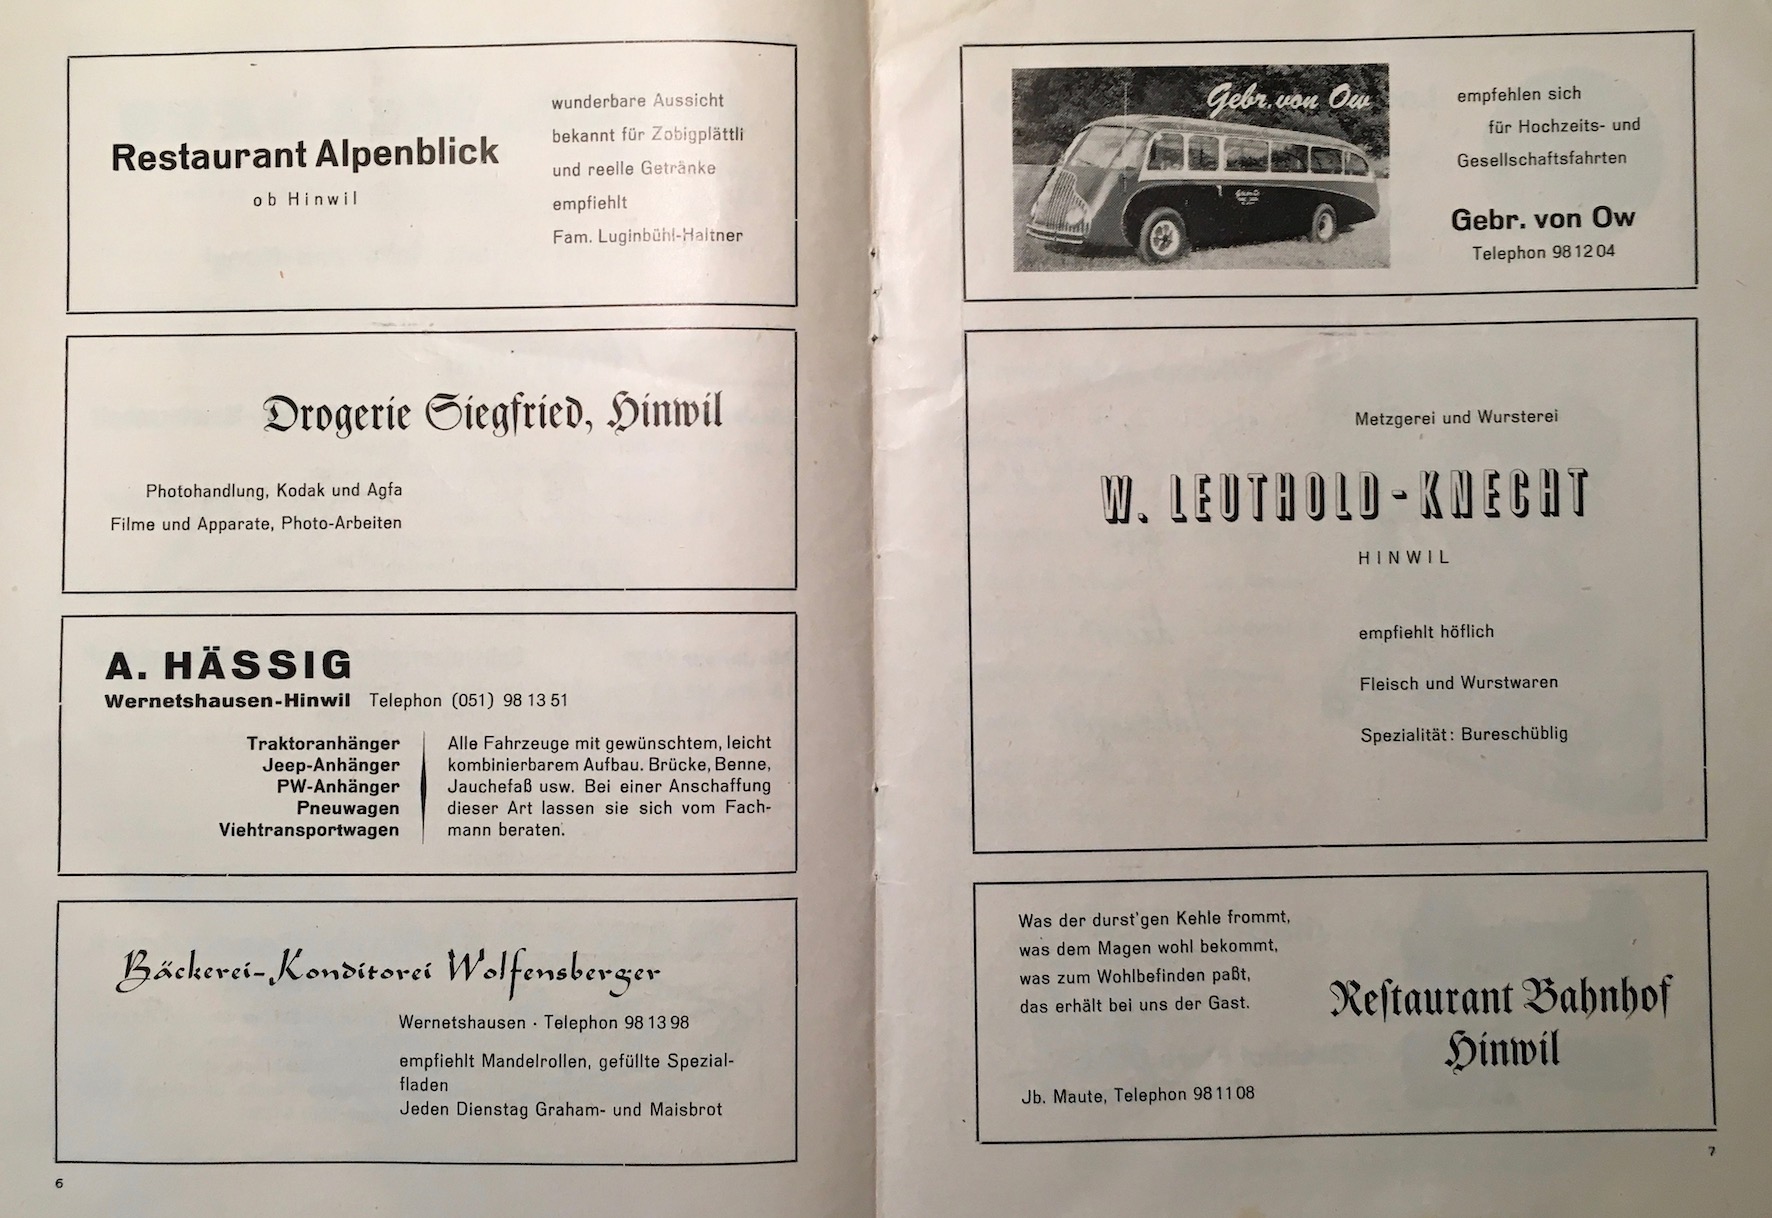 Restaurant Alpenblick
ob Hinwil
wunderbare Aussicht
bekannt für Zobigplättli
und reelle Getränke
empfiehlt
Fam. Luginbühl-Haltner
Drogerie Siegfried, Hinwil
Photohandlung, Kodak und Agfa
Filme und Apparate, Photo-Arbeiten
A. HÄSSIG
Wernetshausen-Hinwil Telephon (051) 98 13 51
Traktoranhänger
Jeep-Anhänger
PW-Anhänger
Pneuwagen
Viehtransportwagen
Alle Fahrzeuge mit gewünschtem, leicht
kombinierbarem Aufbau. Brücke, Benne,
Jauchefaß usw. Bei einer Anschaffung
dieser Art lassen sie sich vom Fach-
mann beraten.
Bäckerei-Konditorei Wolfensberger
Wernetshausen · Telephon 98 13 98
empfiehlt Mandelrollen, gefüllte Spezial-
fladen
Jeden Dienstag Graham- und Maisbrot
6
Gebr. von Ow
empfehlen sich
für Hochzeits- und
Gesellschaftsfahrten
Gebr. von Ow
Telephon 98 12 04
Metzgerei und Wursterei
W. LEUTHOLD-KNECHT
HINWIL
empfiehlt höflich
Fleisch und Wurstwaren
Spezialität: Bureschüblig
Was der durst'gen Kehle frommt,
was dem Magen wohl bekommt,
was zum Wohlbefinden paßt,
das erhält bei uns der Gast.
Restaurant Bahnhof
Hinwil
Jb. Maute, Telephon 98 11 08
7